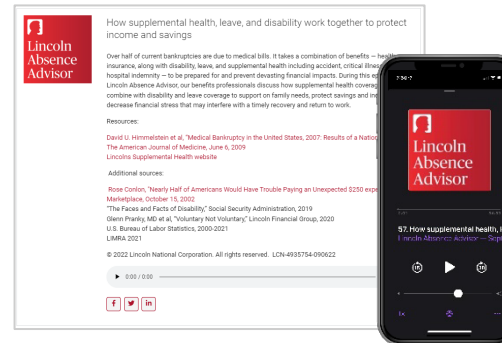 Lincoln
Absence
Advisor
How supplemental health, leave, and disability work together to protect
income and savings
Over half of current bankruptcies are due to medical bills. It takes a combination of benefits — health
insurance, along with disability, leave, and supplemental health including accident, critical illness
hospital indemnity — to be prepared for and prevent devasting financial impacts. During this
Lincoln Absence Advisor, our benefits professionals discuss how supplemental health
combine with disability and leave coverage to support on family needs, protect savings and
decrease financial stress that may interfere with a timely recovery and return to work.
Resources:
David U. Himmelstein et al, "Medical Bankruptcy in the United States, 2007: Results of a
The American Journal of Medicine, June 6, 2009
Lincolns Supplemental Health website
Additional sources:
Rose Conlon, "Nearly Half of Americans Would Have Trouble Paying an Unexpected $250
Marketplace, October 15, 2002
"The Faces and Facts of Disability," Social Security Administration, 2019
Glenn Pranky, MD et al, "Voluntary Not Voluntary," Lincoln Financial Group, 2020
U.S. Bureau of Labor Statistics, 2000-2021
LIMRA 2021
© 2022 Lincoln National Corporation. All rights reserved. LCN-4935754-090622
0:00 / 0:00
f in
Lincoln
Absence
Advisor
57. How supplemental health,
Lincoln Absence Advisor — Sept
15
1x